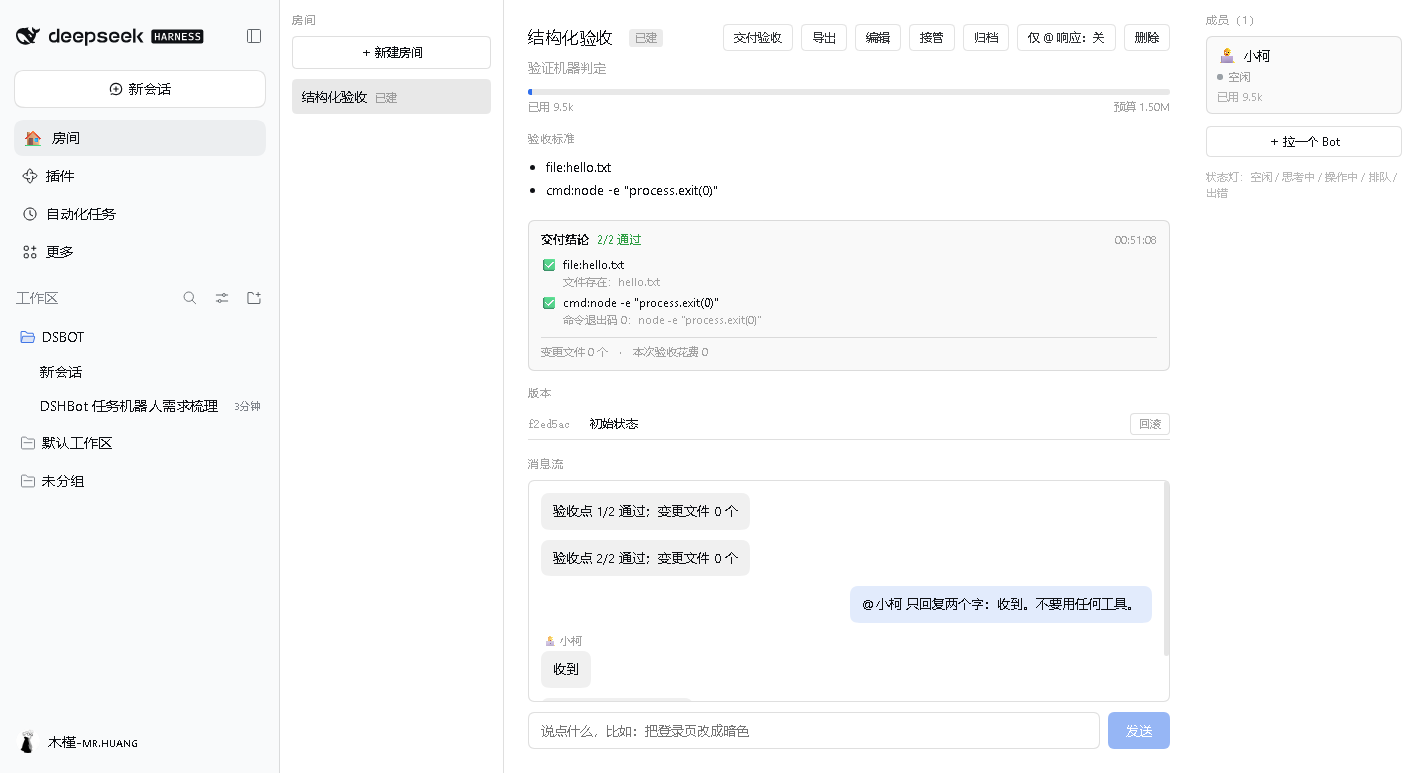 deepseek HARNESS
新会话
房间
插件
自动化任务
更多
工作区
DSBOT
新会话
DSHBot 任务机器人需求梳理 3分钟
默认工作区
未分组
木槿-MR.HUANG
房间
+ 新建房间
结构化验收 已建
结构化验收 已建
交付验收 导出 编辑 接管 归档 仅 @ 响应：关 删除
验证机器判定
已用 9.5k 预算 1.50M
验收标准
file:hello.txt
cmd:node -e "process.exit(0)"
交付结论 2/2 通过 00:51:08
file:hello.txt
文件存在：hello.txt
cmd:node -e "process.exit(0)"
命令退出码 0：node -e "process.exit(0)"
变更文件 0 个 · 本次验收花费 0
版本
f2ed5ac 初始状态 回滚
消息流
验收点 1/2 通过；变更文件 0 个
验收点 2/2 通过；变更文件 0 个
@小柯 只回复两个字：收到。不要用任何工具。
小柯
收到
说点什么，比如：把登录页改成暗色 发送
成员（1）
小柯
空闲
已用 9.5k
+ 拉一个 Bot
状态灯：空闲 / 思考中 / 操作中 / 排队 /
出错